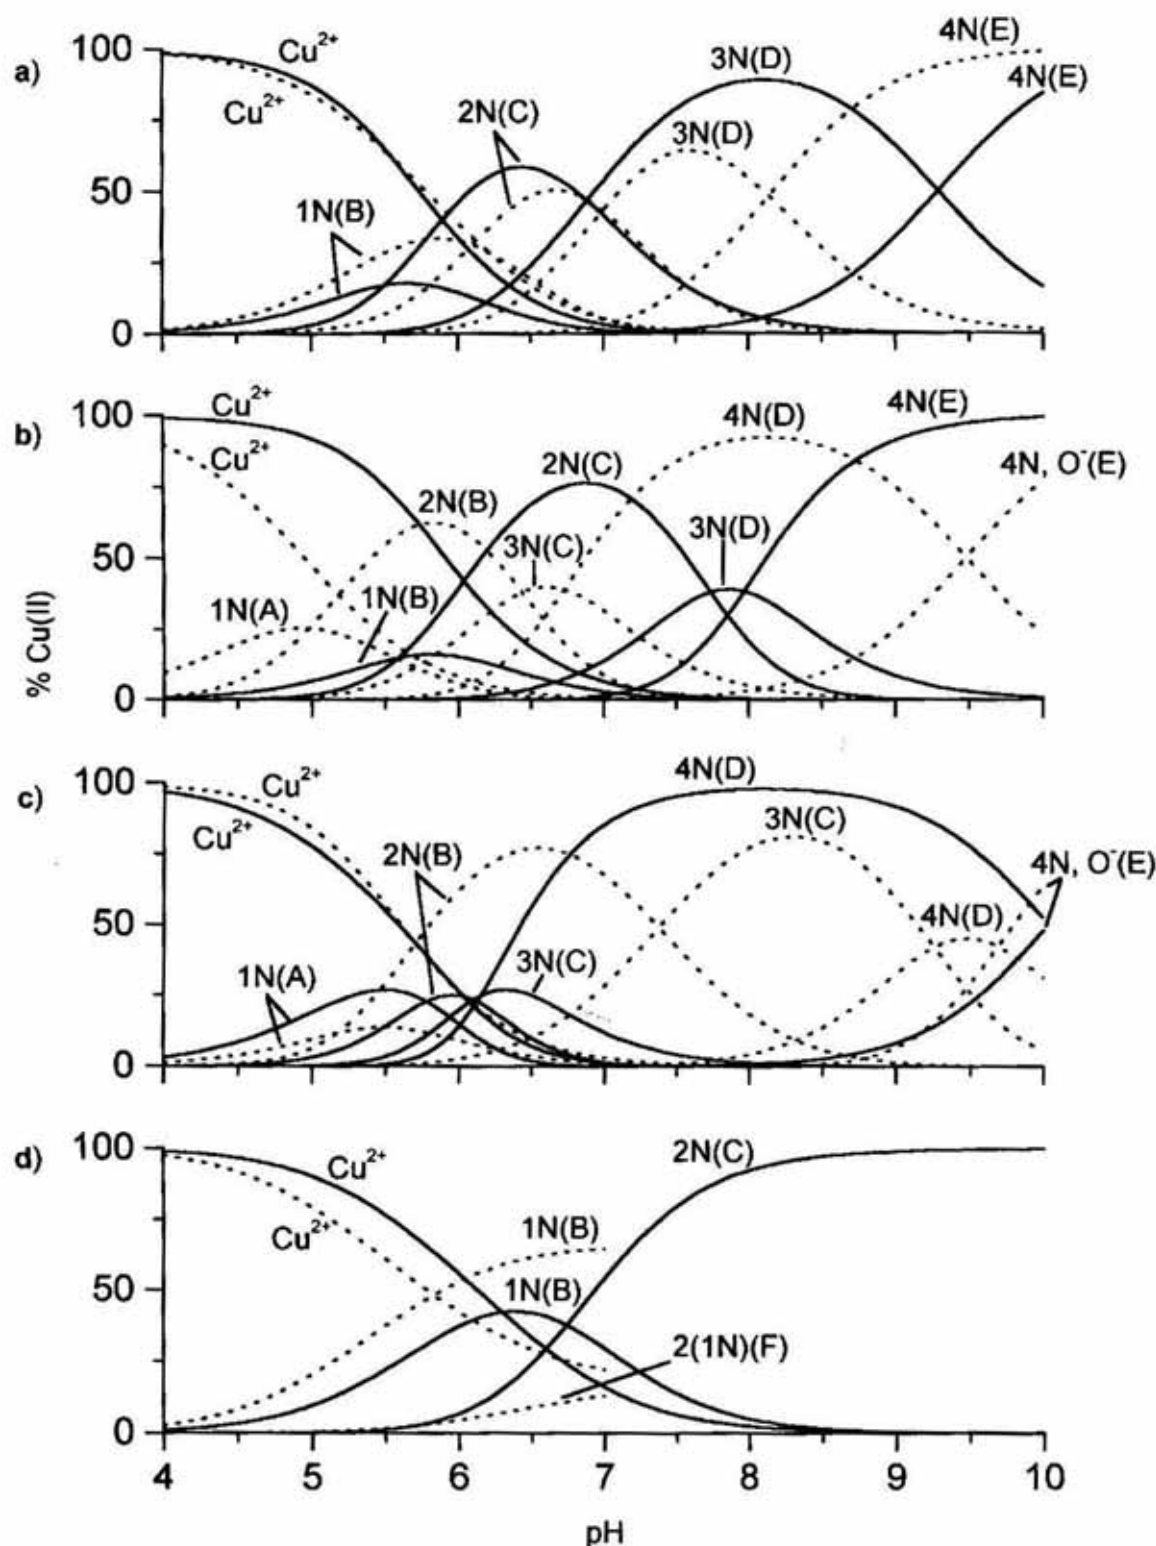 a)
100
50
0
Cu²⁺
Cu²⁺
1N(B)
2N(C)
3N(D)
3N(D)
4N(E)
4N(E)
b)
100
50
0
Cu²⁺
Cu²⁺
1N(A)
1N(B)
2N(B)
3N(C)
2N(C)
3N(D)
4N(D)
4N(E)
4N, O⁻(E)
% Cu(II)
c)
100
50
0
Cu²⁺
Cu²⁺
1N(A)
2N(B)
3N(C)
4N(D)
3N(C)
4N(D)
4N, O⁻(E)
d)
100
50
0
Cu²⁺
Cu²⁺
1N(B)
1N(B)
2N(C)
2(1N)(F)
4 5 6 7 8 9 10
pH